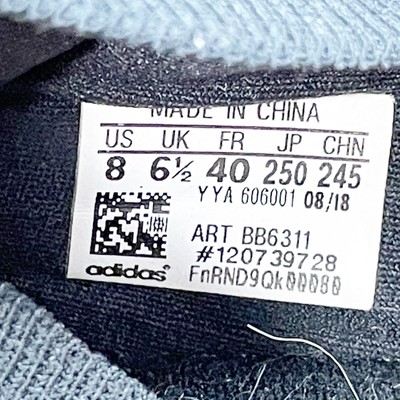 MADE IN CHINA
US UK FR JP CHN
8 6½ 40 250 245
YYA 606001 08/18
ART BB6311
#120739728
adidas® FnRND9Qk00080